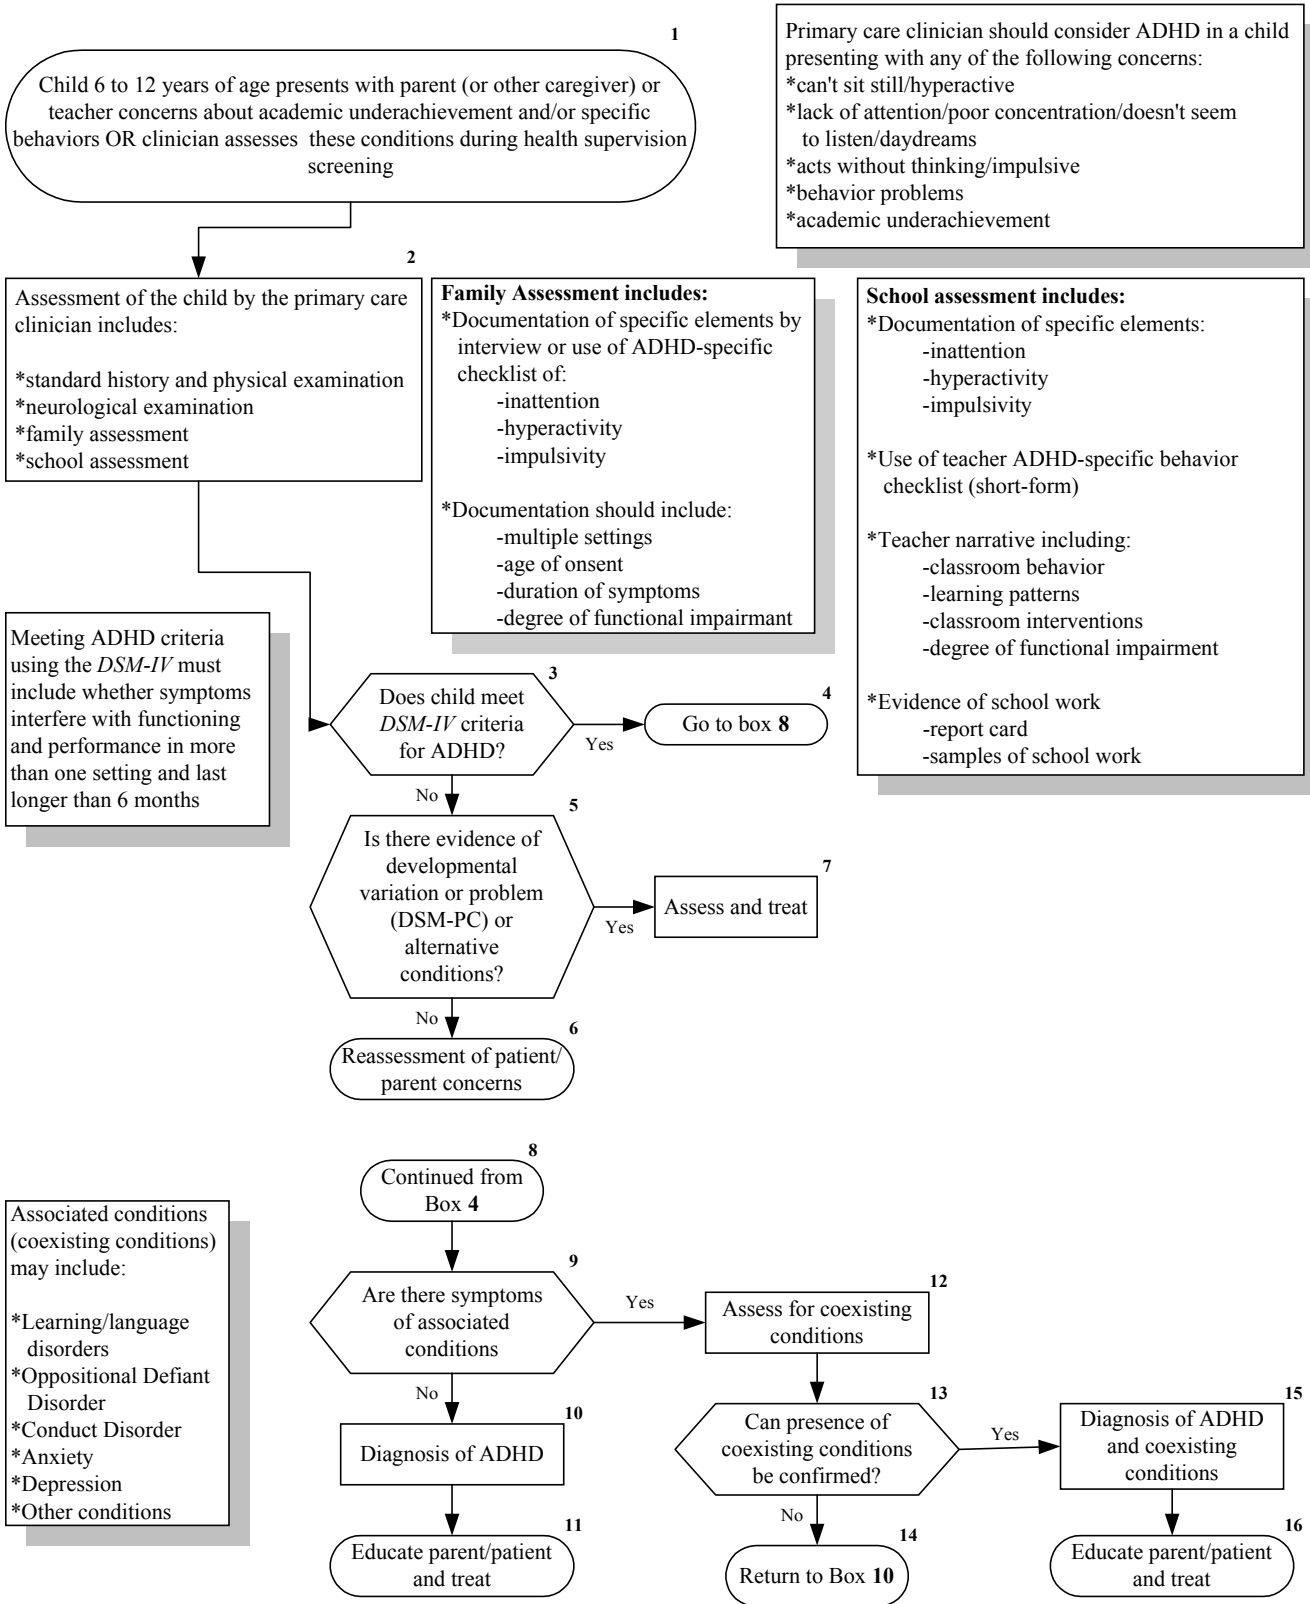 1
Child 6 to 12 years of age presents with parent (or other caregiver) or
teacher concerns about academic underachievement and/or specific
behaviors OR clinician assesses these conditions during health supervision
screening
Primary care clinician should consider ADHD in a child
presenting with any of the following concerns:
*can't sit still/hyperactive
*lack of attention/poor concentration/doesn't seem
to listen/daydreams
*acts without thinking/impulsive
*behavior problems
*academic underachievement
2
Assessment of the child by the primary care
clinician includes:
*standard history and physical examination
*neurological examination
*family assessment
*school assessment
Family Assessment includes:
*Documentation of specific elements by
interview or use of ADHD-specific
checklist of:
-inattention
-hyperactivity
-impulsivity
*Documentation should include:
-multiple settings
-age of onsent
-duration of symptoms
-degree of functional impairmant
School assessment includes:
*Documentation of specific elements:
-inattention
-hyperactivity
-impulsivity
*Use of teacher ADHD-specific behavior
checklist (short-form)
*Teacher narrative including:
-classroom behavior
-learning patterns
-classroom interventions
-degree of functional impairment
*Evidence of school work
-report card
-samples of school work
Meeting ADHD criteria
using the DSM-IV must
include whether symptoms
interfere with functioning
and performance in more
than one setting and last
longer than 6 months
3
Does child meet
DSM-IV criteria
for ADHD?
Yes
4
Go to box 8
No
5
Is there evidence of
developmental
variation or problem
(DSM-PC) or
alternative
conditions?
Yes
7
Assess and treat
No
6
Reassessment of patient/
parent concerns
8
Continued from
Box 4
Associated conditions
(coexisting conditions)
may include:
*Learning/language
disorders
*Oppositional Defiant
Disorder
*Conduct Disorder
*Anxiety
*Depression
*Other conditions
9
Are there symptoms
of associated
conditions
Yes
12
Assess for coexisting
conditions
No
10
Diagnosis of ADHD
11
Educate parent/patient
and treat
13
Can presence of
coexisting conditions
be confirmed?
Yes
15
Diagnosis of ADHD
and coexisting
conditions
No
14
Return to Box 10
16
Educate parent/patient
and treat